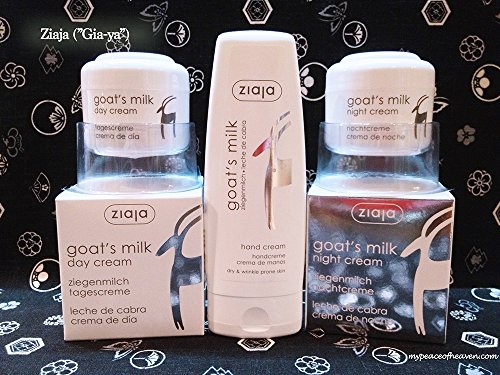 Ziaja ("Gia-ya")
goat's milk
day cream
tagescreme
crema de día
ziaja
goat's milk
day cream
ziegenmilch
tagescreme
leche de cabra
crema de día
ziaja
goat's milk
ziegenmilch • leche de cabra
hand cream
handcreme
crema de manos
dry & wrinkle prone skin
ziaja
goat's milk
night cream
nachtcreme
crema de noche
ziaja
goat's milk
night cream
ziegenmilch
nachtcreme
leche de cabra
crema de noche
mypeaceofheaven.com